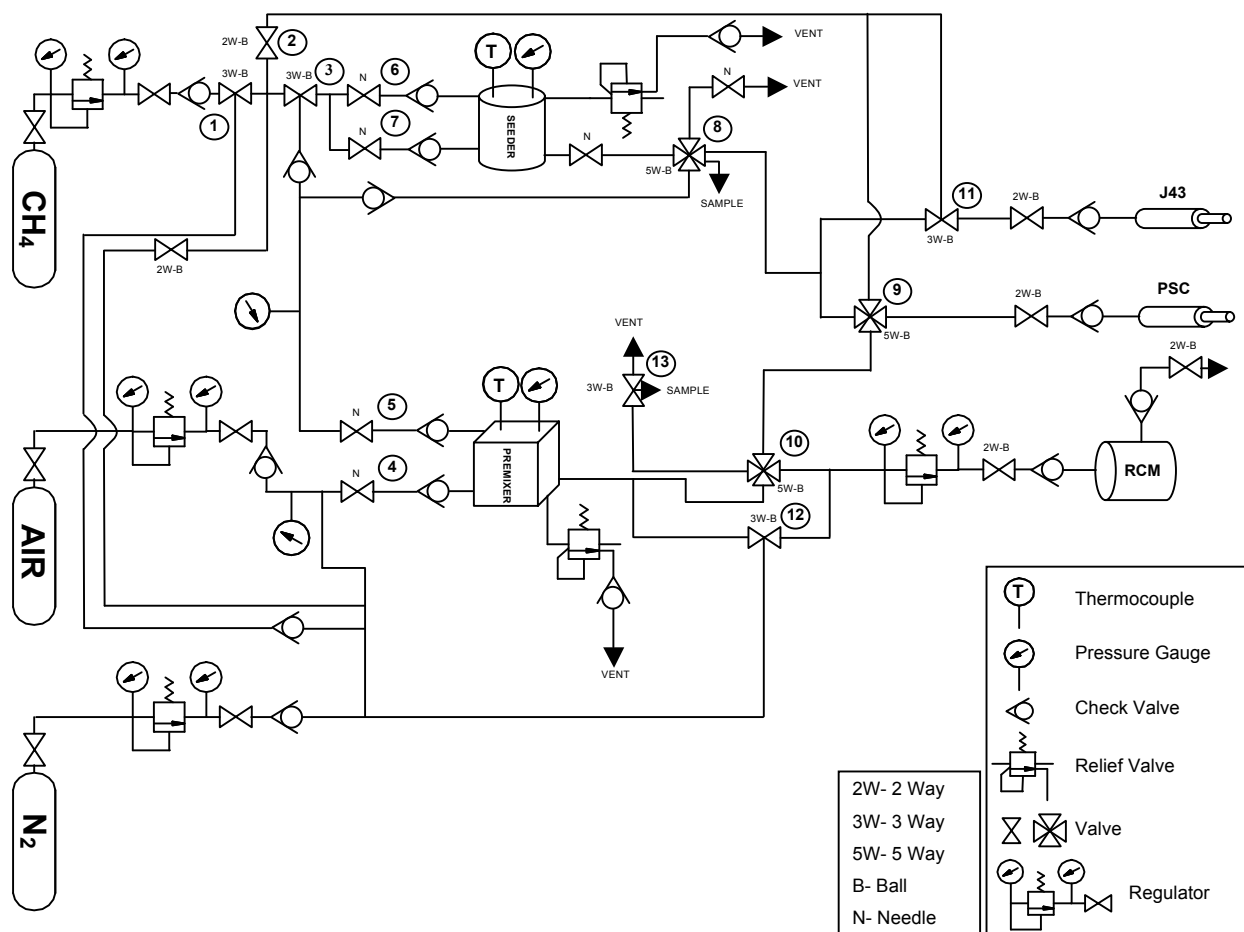 VENT
2W-B
2
3W-B
3W-B
3
N
6
T
N
VENT
CH4
1
N
7
SEEDER
N
8
5W-B
SAMPLE
11
2W-B
J43
3W-B
2W-B
9
2W-B
PSC
5W-B
VENT
13
3W-B
SAMPLE
2W-B
T
N
5
10
N
4
PREMIXER
5W-B
2W-B
RCM
3W-B
12
AIR
VENT
N2
T
Thermocouple
Pressure Gauge
Check Valve
Relief Valve
Valve
Regulator
2W- 2 Way
3W- 3 Way
5W- 5 Way
B- Ball
N- Needle